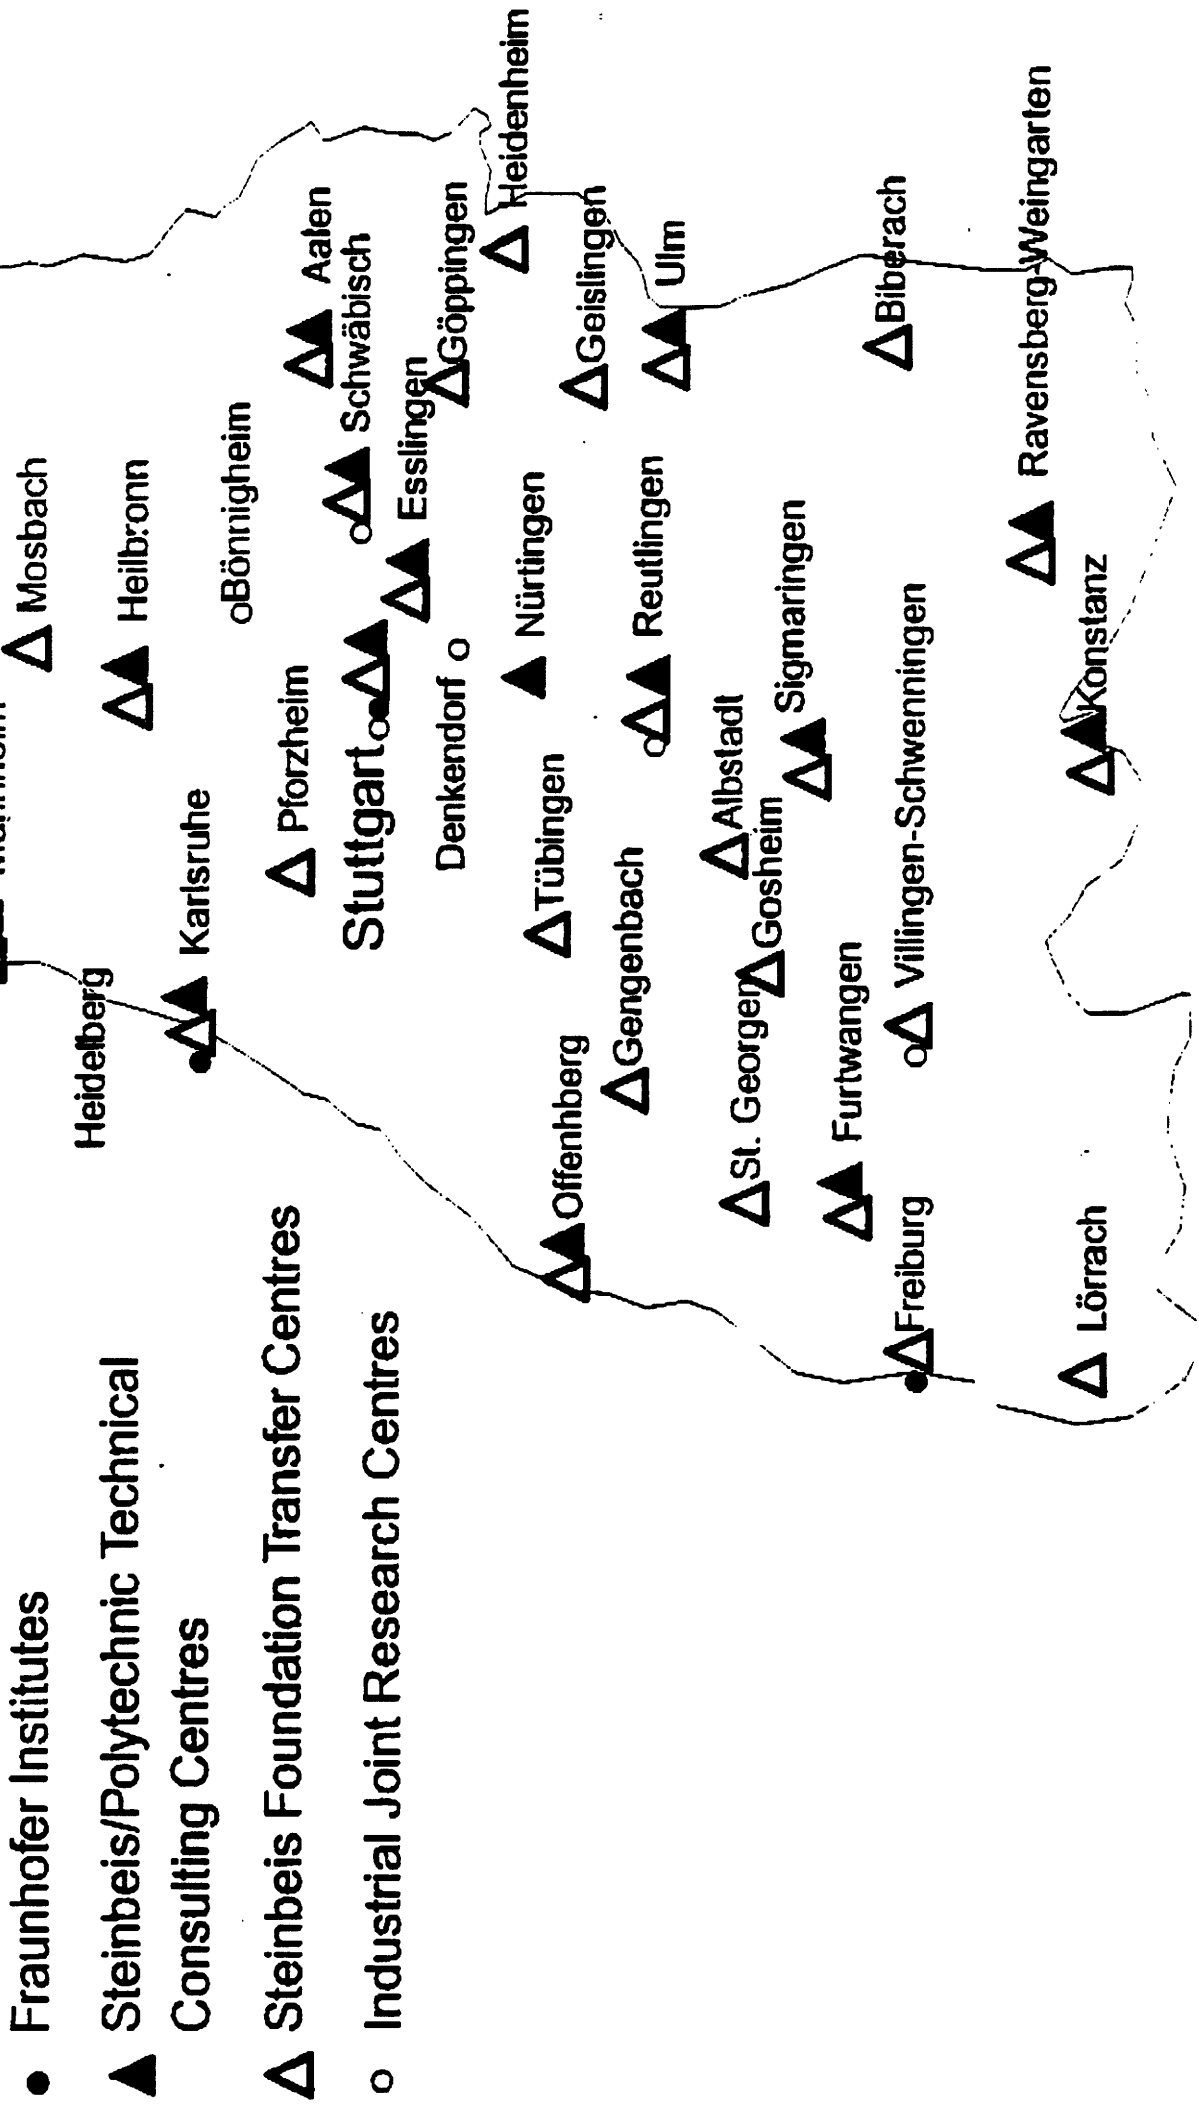 Fraunhofer Institutes
Steinbeis/Polytechnic Technical
Consulting Centres
Steinbeis Foundation Transfer Centres
Industrial Joint Research Centres
Mosbach
Heidelberg
Heilbronn
Karlsruhe
Bönnigheim
Pforzheim
Aalen
Stuttgart
Schwäbisch
Esslingen
Denkendorf
Göppingen
Heidenheim
Nürtingen
Tübingen
Offenhberg
Geislingen
Gengenbach
Reutlingen
Ulm
Albstadt
St. Georgen
Gosheim
Sigmaringen
Furtwangen
Biberach
Freiburg
Villingen-Schwenningen
Ravensberg-Weingarten
Lörrach
Konstanz